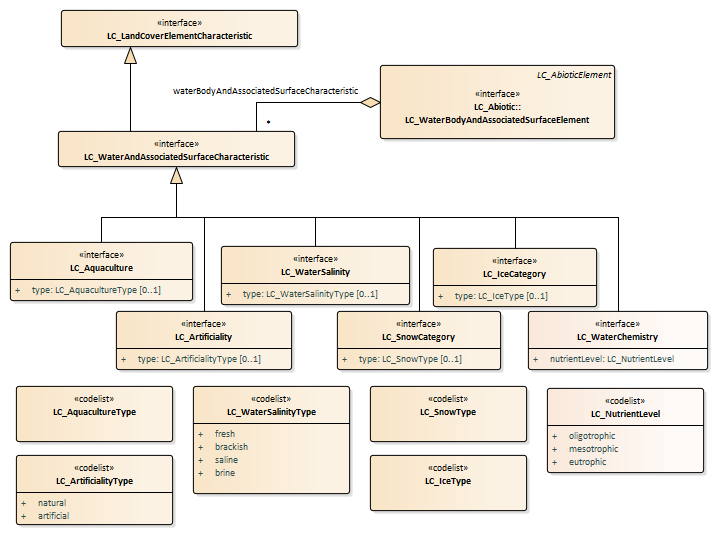 «interface»
LC_LandCoverElementCharacteristic
LC_AbioticElement
«interface»
LC_Abiotic::
LC_WaterBodyAndAssociatedSurfaceElement
waterBodyAndAssociatedSurfaceCharacteristic
*
«interface»
LC_WaterAndAssociatedSurfaceCharacteristic
«interface»
LC_Aquaculture
+ type: LC_AquacultureType [0..1]
«interface»
LC_WaterSalinity
+ type: LC_WaterSalinityType [0..1]
«interface»
LC_IceCategory
+ type: LC_IceType [0..1]
«interface»
LC_Artificiality
+ type: LC_ArtificialityType [0..1]
«interface»
LC_SnowCategory
+ type: LC_SnowType [0..1]
«interface»
LC_WaterChemistry
+ nutrientLevel: LC_NutrientLevel
«codelist»
LC_AquacultureType
«codelist»
LC_WaterSalinityType
+ fresh
+ brackish
+ saline
+ brine
«codelist»
LC_SnowType
«codelist»
LC_NutrientLevel
+ oligotrophic
+ mesotrophic
+ eutrophic
«codelist»
LC_ArtificialityType
+ natural
+ artificial
«codelist»
LC_IceType